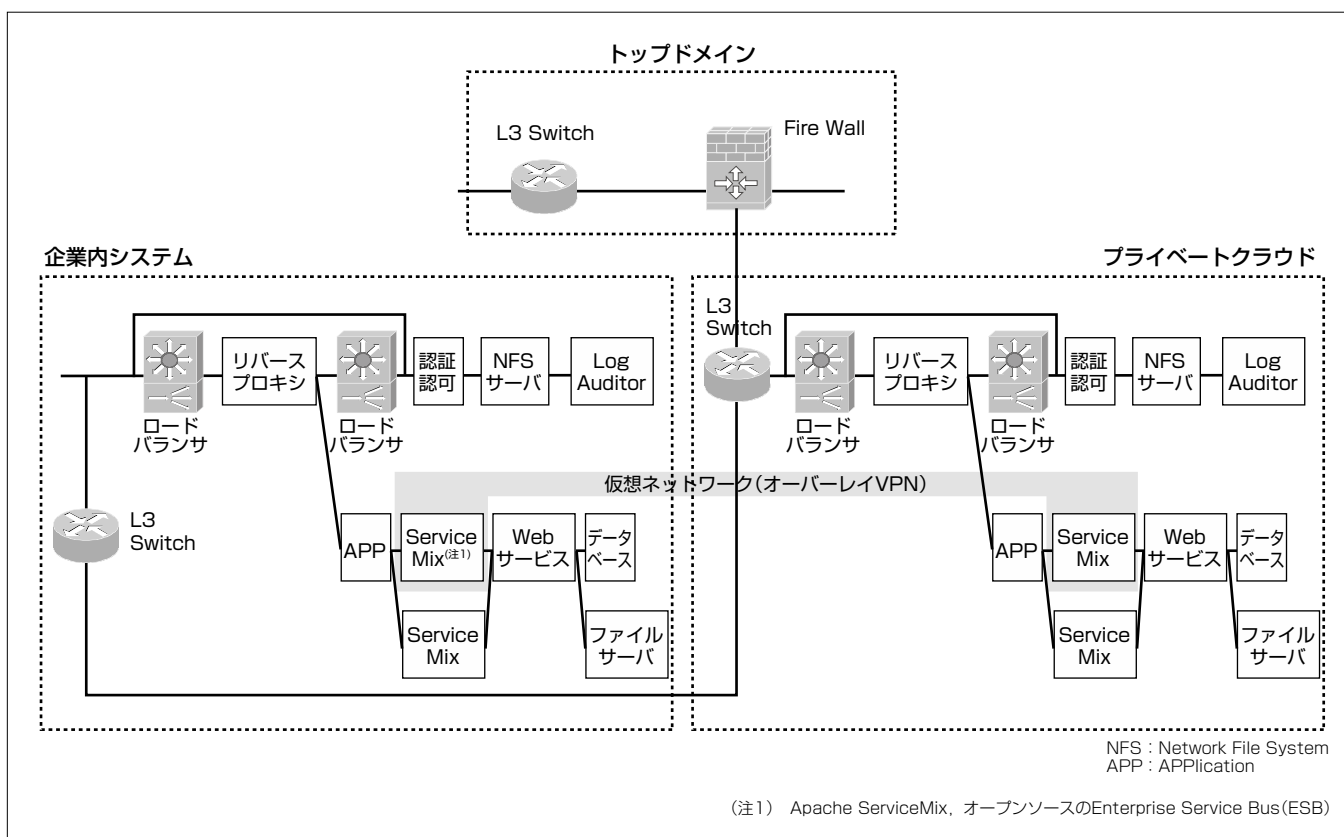 トップドメイン
L3 Switch
Fire Wall
企業内システム
プライベートクラウド
ロード
バランサ
リバース
プロキシ
ロード
バランサ
認証
認可
NFS
サーバ
Log
Auditor
L3
Switch
ロード
バランサ
リバース
プロキシ
ロード
バランサ
認証
認可
NFS
サーバ
Log
Auditor
仮想ネットワーク(オーバーレイVPN)
L3
Switch
APP
Service
Mix(注1)
Web
サービス
データ
ベース
Service
Mix
ファイル
サーバ
APP
Service
Mix
Web
サービス
データ
ベース
Service
Mix
ファイル
サーバ
NFS:Network File System
APP:APPlication
(注1) Apache ServiceMix,オープンソースのEnterprise Service Bus(ESB)